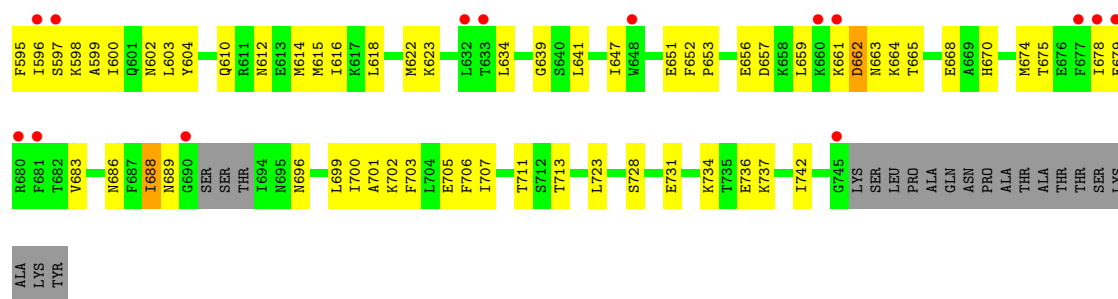 F595 I596 S597 K598 A599 I600 Q601 N602 L603 Y604 Q610 R611 N612 E613 M614 M615 I616 K617 L618 M622 K623 L632 T633 L634 G639 S640 L641 I647 W648 E651 F652 P653 E656 D657 K658 L659 K660 K661 D662 N663 K664 T665 E668 A669 H670 M674 T675 E676 F677 I678
R680 F681 T682 V683 N686 F687 I688 N689 G690 SER SER THR I694 N695 N696 L699 I700 A701 K702 F703 L704 E705 F706 I707 T711 S712 T713 L723 S728 E731 K734 T735 E736 K737 I742 G745 LYS SER LEU PRO ALA GLN ASN PRO ALA THR ALA THR THR SER LYS
ALA LYS TYR